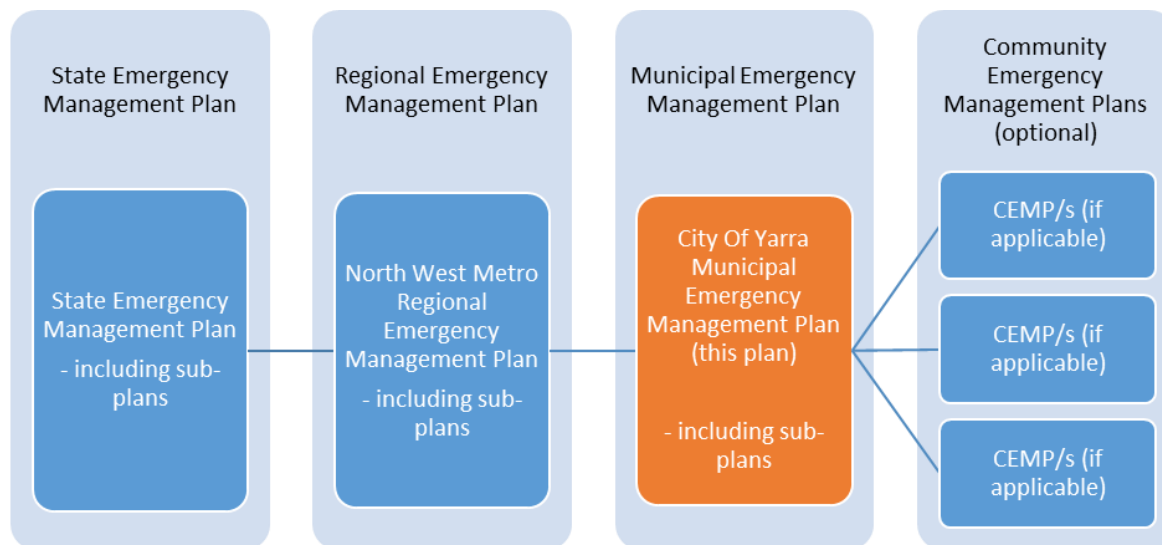 State Emergency
Management Plan
State Emergency
Management Plan
- including sub-
plans
Regional Emergency
Management Plan
North West Metro
Regional
Emergency
Management Plan
- including sub-
plans
Municipal Emergency
Management Plan
City Of Yarra
Municipal
Emergency
Management Plan
(this plan)
- including sub-
plans
Community
Emergency
Management Plans
(optional)
CEMP/s (if
applicable)
CEMP/s (if
applicable)
CEMP/s (if
applicable)